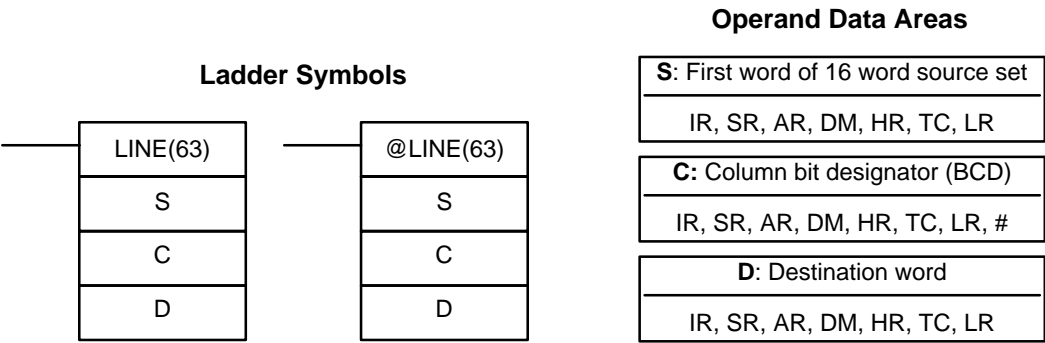 Ladder Symbols
LINE(63)
S
C
D
@LINE(63)
S
C
D
Operand Data Areas
S: First word of 16 word source set
IR, SR, AR, DM, HR, TC, LR
C: Column bit designator (BCD)
IR, SR, AR, DM, HR, TC, LR, #
D: Destination word
IR, SR, AR, DM, HR, TC, LR